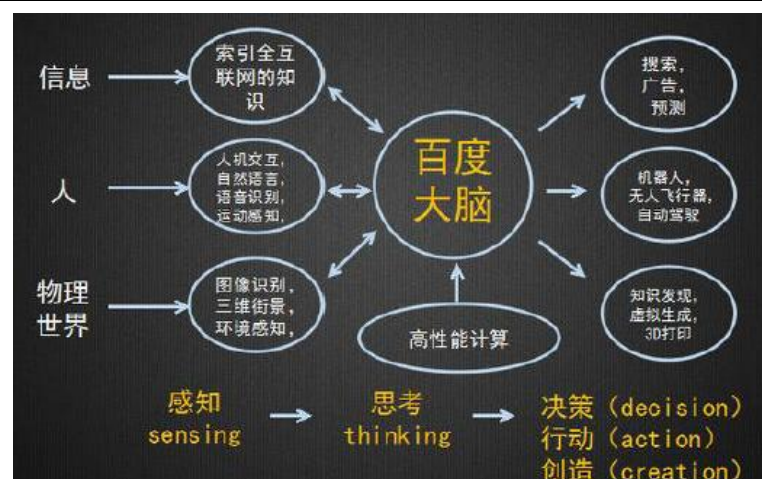 信息
索引全互
联网的知
识
人
人机交互,
自然语言,
语音识别,
运动感知,
物理
世界
图像识别,
三维街景,
环境感知,
百度
大脑
高性能计算
搜索,
广告,
预测
机器人,
无人飞行器,
自动驾驶
知识发现,
虚拟生成,
3D打印
感知
sensing
思考
thinking
决策（decision）
行动（action）
创造（creation）